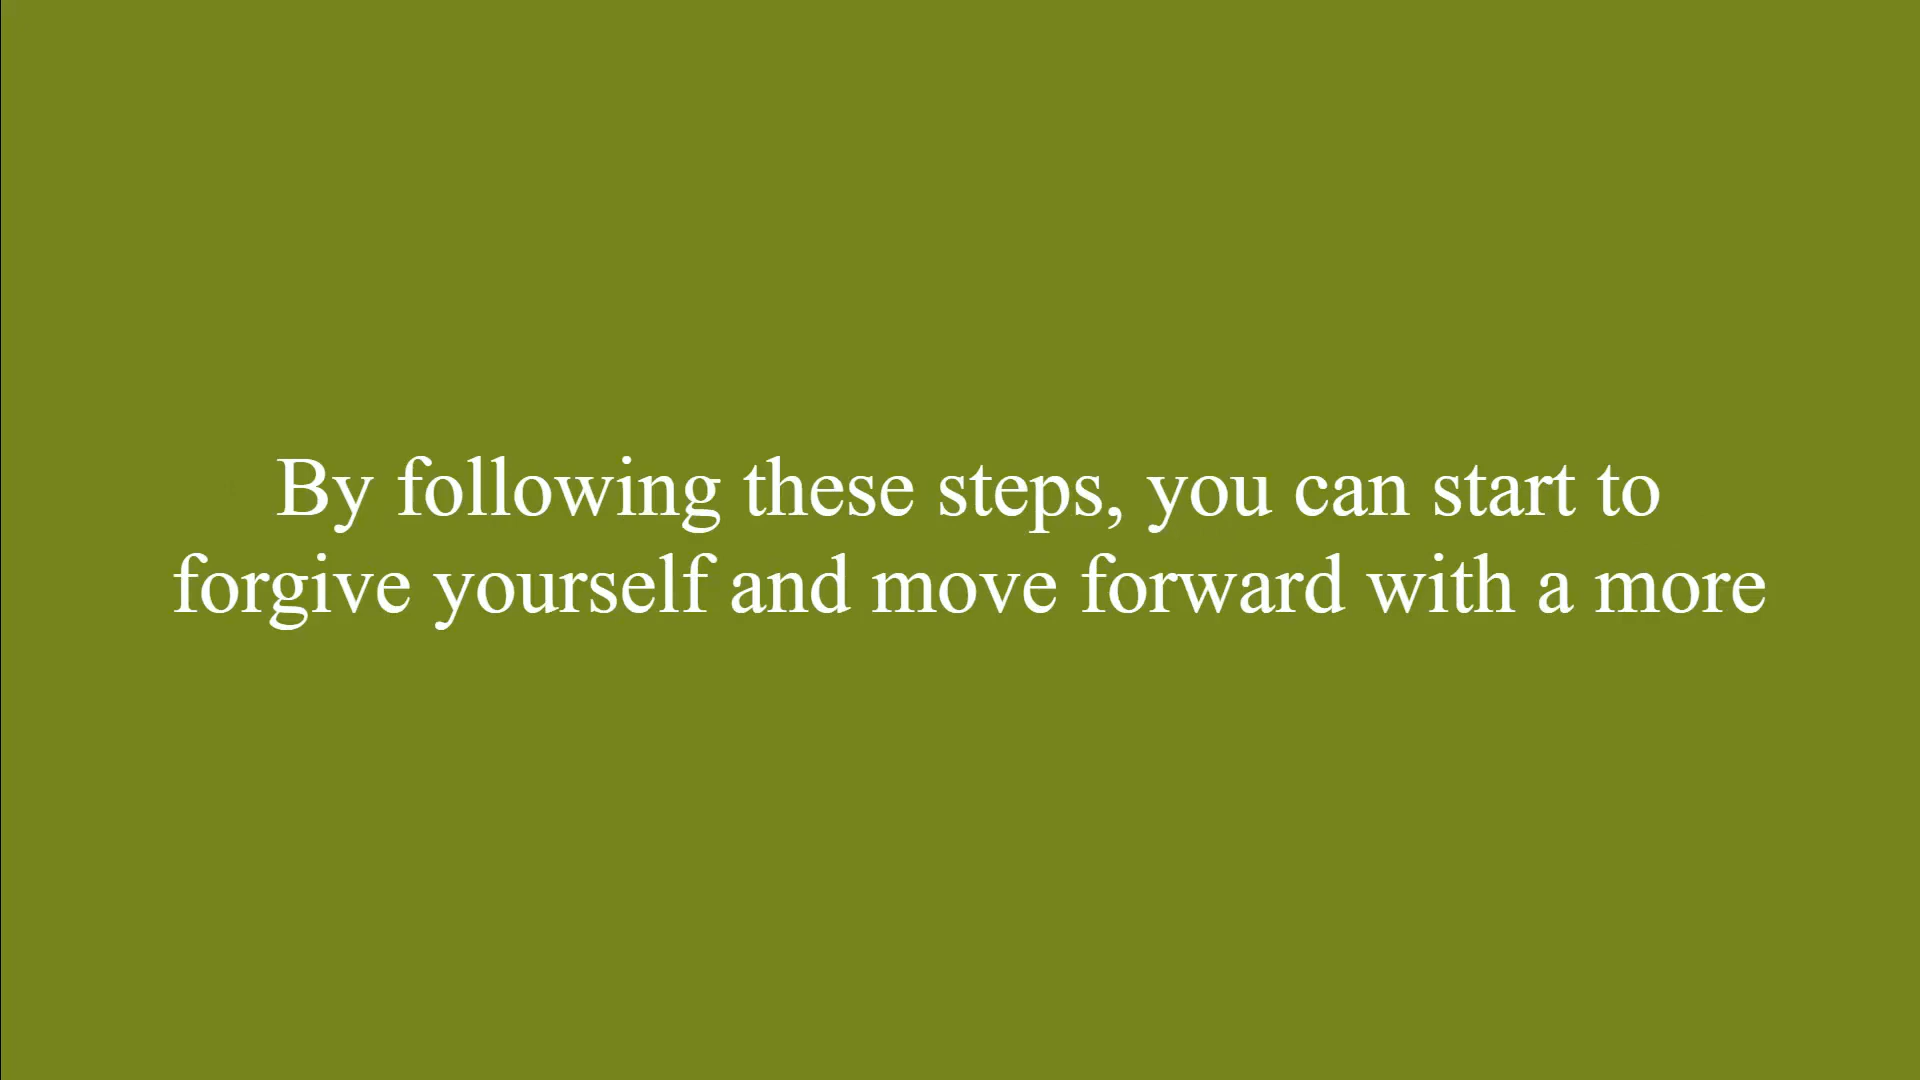 By following these steps, you can start to
forgive yourself and move forward with a more